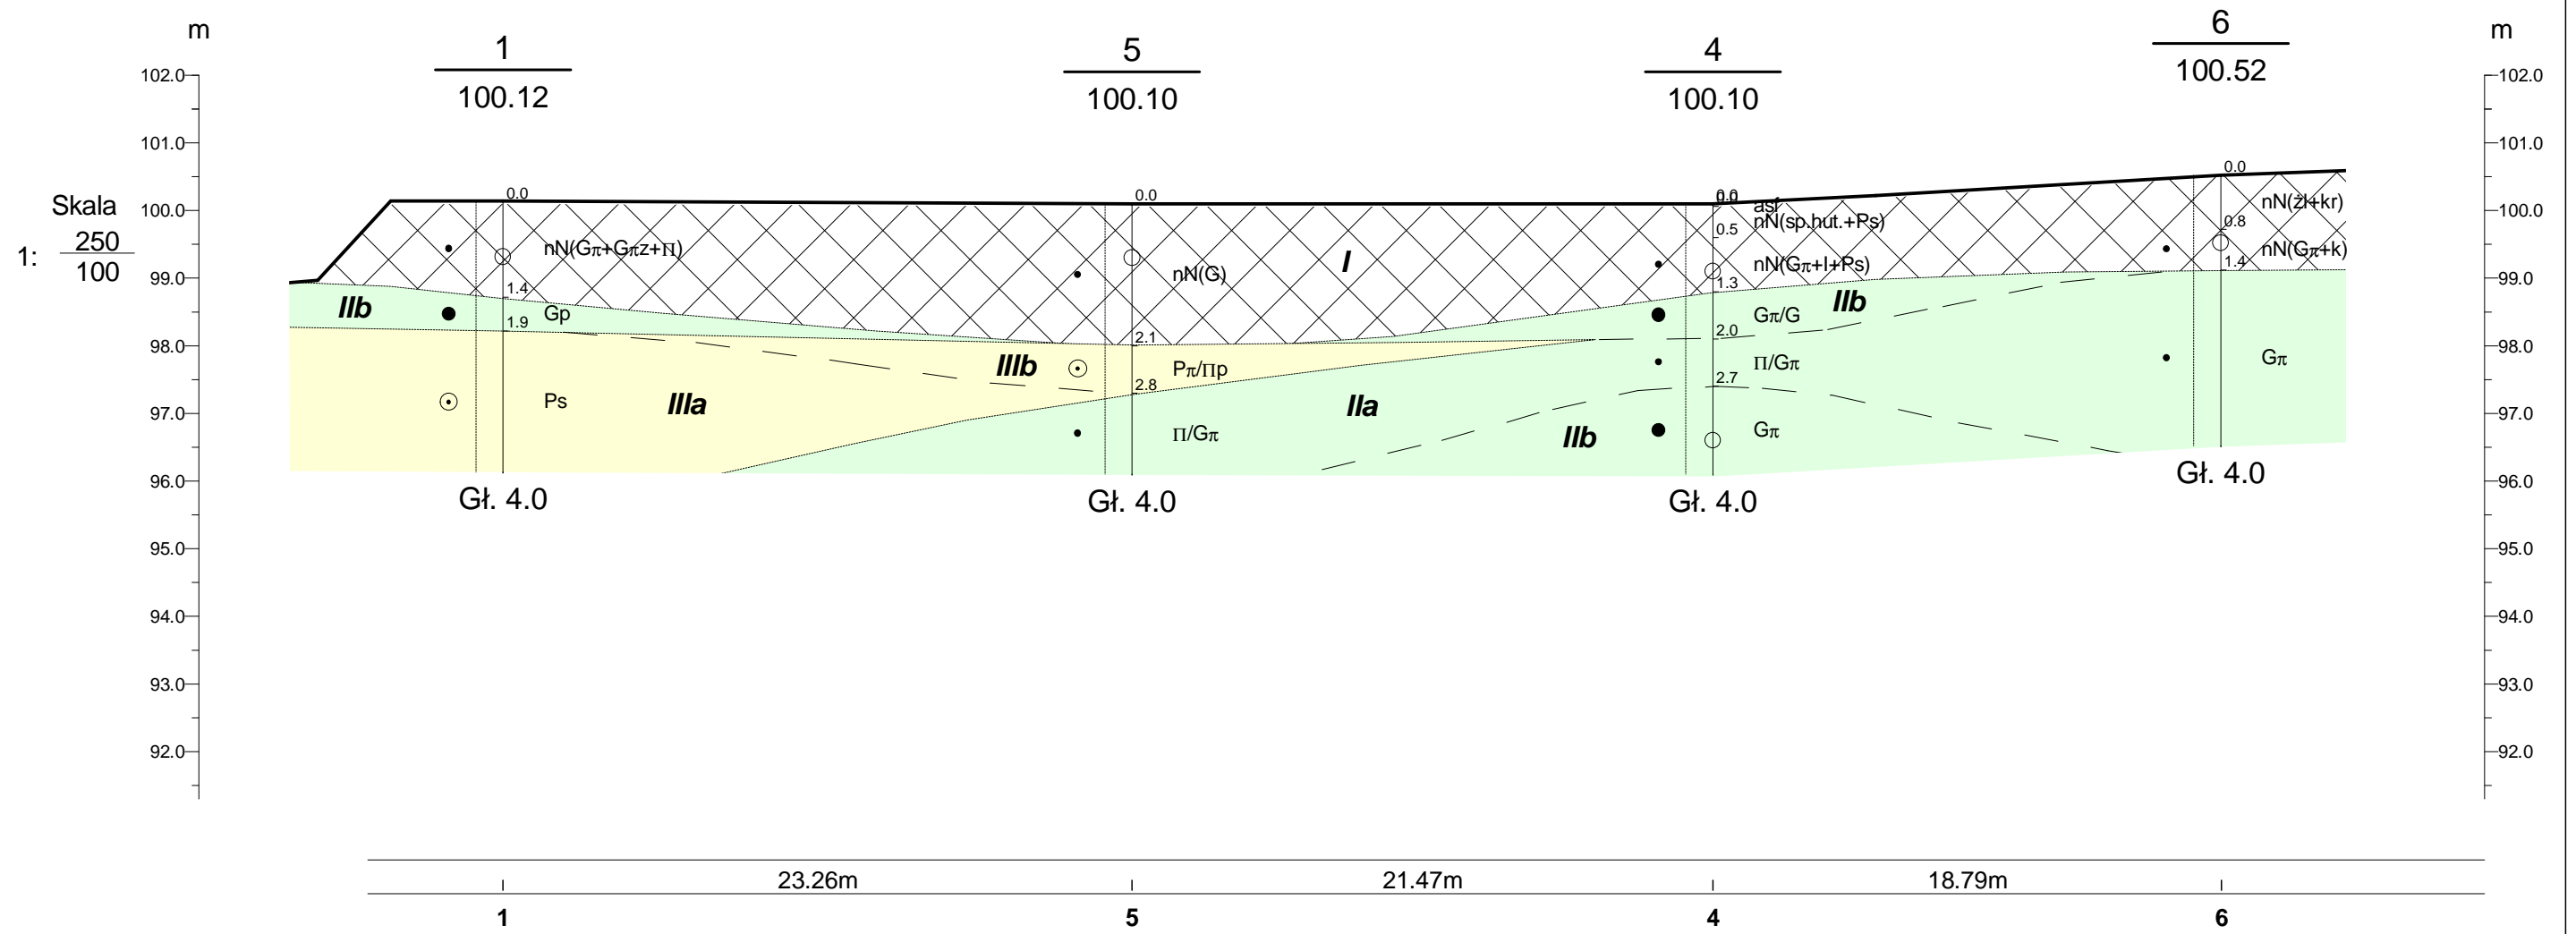 m
m
1
100.12
5
100.10
4
100.10
6
100.52
102.0
101.0
100.0
99.0
98.0
97.0
96.0
95.0
94.0
93.0
92.0
102.0
101.0
100.0
99.0
98.0
97.0
96.0
95.0
94.0
93.0
92.0
Skala
1: 250
100
0.0
nN(Gπ+Gπz+Π)
1.4
Gp
1.9
Ps
Gł. 4.0
IIb
IIIa
0.0
nN(G)
2.1
Pπ/Πp
2.8
Π/Gπ
Gł. 4.0
IIIb
I
IIa
0.0
asf
nN(sp.hut.+Ps)
0.5
nN(Gπ+I+Ps)
1.3
Gπ/G
2.0
Π/Gπ
2.7
Gπ
Gł. 4.0
IIb
IIb
0.0
nN(żl+kr)
0.8
nN(Gπ+k)
1.4
Gπ
Gł. 4.0
23.26m 21.47m 18.79m
1 5 4 6